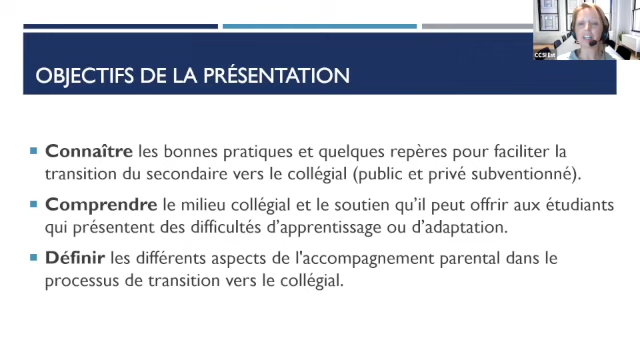 CCSI Est
OBJECTIFS DE LA PRÉSENTATION
Connaître les bonnes pratiques et quelques repères pour faciliter la
transition du secondaire vers le collégial (public et privé subventionné).
Comprendre le milieu collégial et le soutien qu'il peut offrir aux étudiants
qui présentent des difficultés d'apprentissage ou d'adaptation.
Définir les différents aspects de l'accompagnement parental dans le
processus de transition vers le collégial.